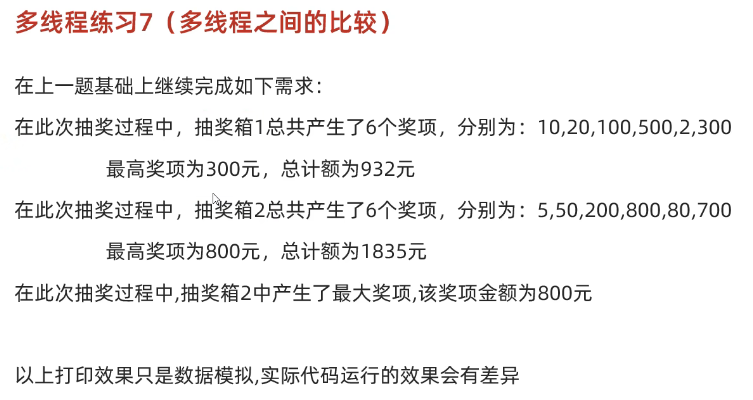 多线程练习7（多线程之间的比较）
在上一题基础上继续完成如下需求：
在此次抽奖过程中，抽奖箱1总共产生了6个奖项，分别为：10,20,100,500,2,300
最高奖项为300元，总计额为932元
在此次抽奖过程中，抽奖箱2总共产生了6个奖项，分别为：5,50,200,800,80,700
最高奖项为800元，总计额为1835元
在此次抽奖过程中,抽奖箱2中产生了最大奖项,该奖项金额为800元
以上打印效果只是数据模拟,实际代码运行的效果会有差异